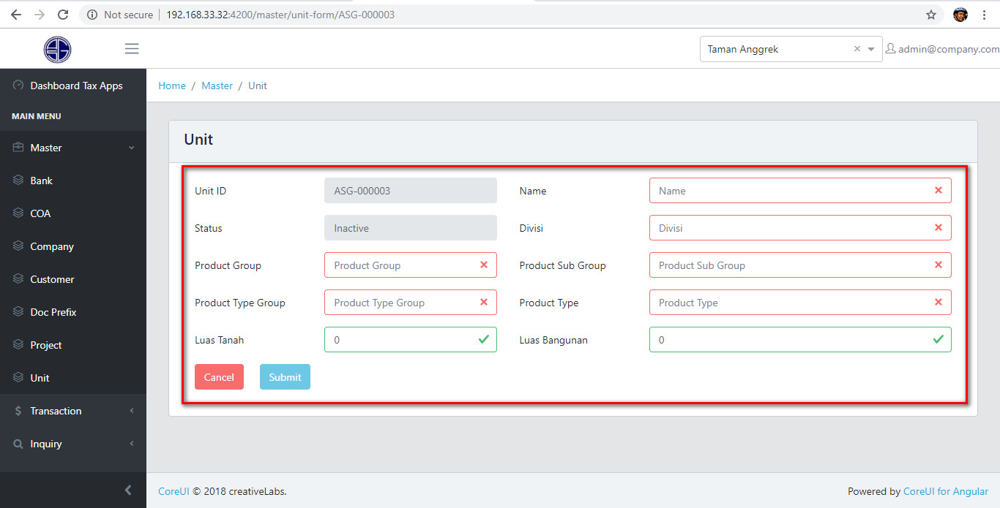 Not secure | 192.168.33.32:4200/master/unit-form/ASG-000003
Taman Anggrek
admin@company.com
Dashboard Tax Apps
MAIN MENU
Master
Bank
COA
Company
Customer
Doc Prefix
Project
Unit
Transaction
Inquiry
Home / Master / Unit
Unit
Unit ID ASG-000003 Name Name
Status Inactive Divisi Divisi
Product Group Product Group Product Sub Group Product Sub Group
Product Type Group Product Type Group Product Type Product Type
Luas Tanah 0 Luas Bangunan 0
Cancel Submit
CoreUI © 2018 creativeLabs. Powered by CoreUI for Angular